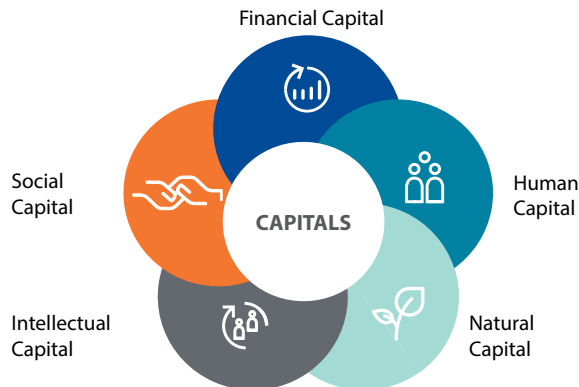 Financial Capital
Social
Capital
Human
Capital
CAPITALS
Intellectual
Capital
Natural
Capital